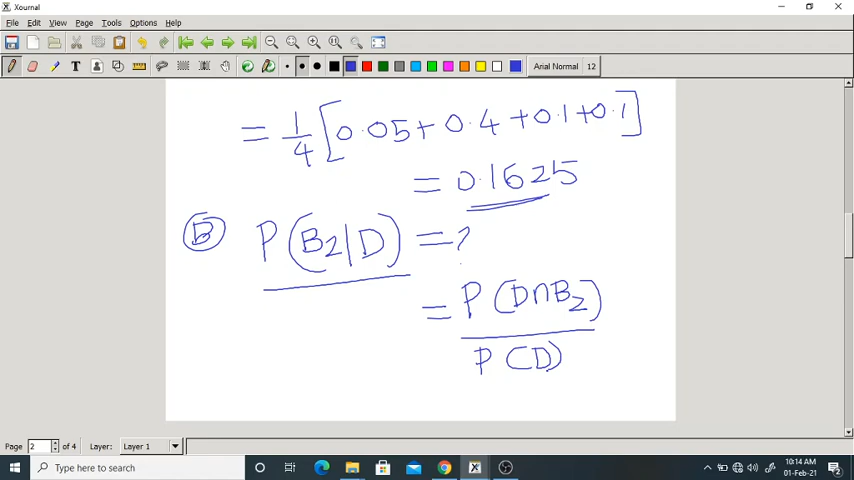 Xournal
File Edit View Page Tools Options Help
Arial Normal 12
= 1/4 [0.05 + 0.4 + 0.1 + 0.1]
= 0.1625
B P(B2|D) = ?
= P(D∩B2)
P(D)
Page 2 of 4 Layer: Layer 1
Type here to search
10:14 AM
01-Feb-21